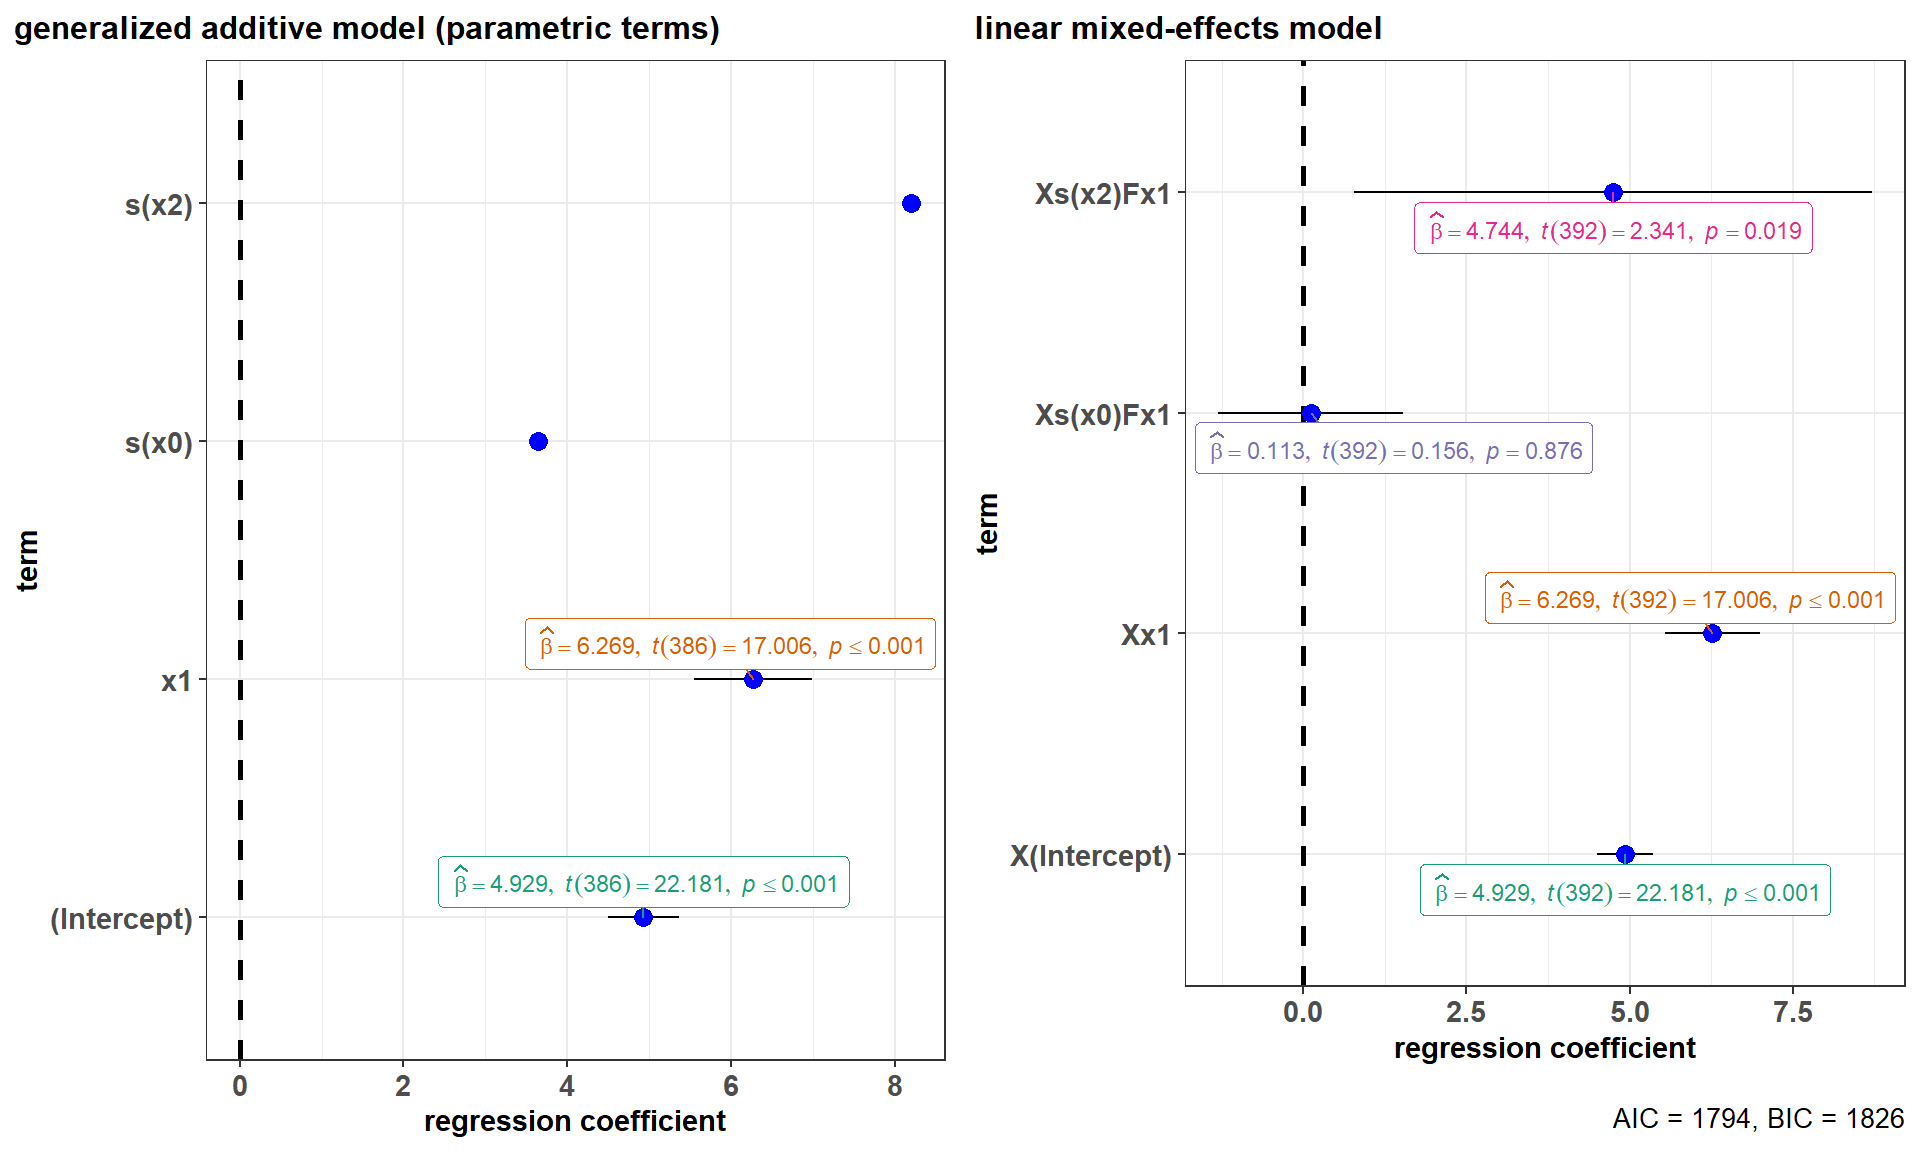 generalized additive model (parametric terms)
term
s(x2)
s(x0)
x1
(Intercept)
β̂ = 6.269, t(386) = 17.006, p ≤ 0.001
β̂ = 4.929, t(386) = 22.181, p ≤ 0.001
0 2 4 6 8
regression coefficient
linear mixed-effects model
term
Xs(x2)Fx1
Xs(x0)Fx1
Xx1
X(Intercept)
β̂ = 4.744, t(392) = 2.341, p = 0.019
β̂ = 0.113, t(392) = 0.156, p = 0.876
β̂ = 6.269, t(392) = 17.006, p ≤ 0.001
β̂ = 4.929, t(392) = 22.181, p ≤ 0.001
0.0 2.5 5.0 7.5
regression coefficient
AIC = 1794, BIC = 1826